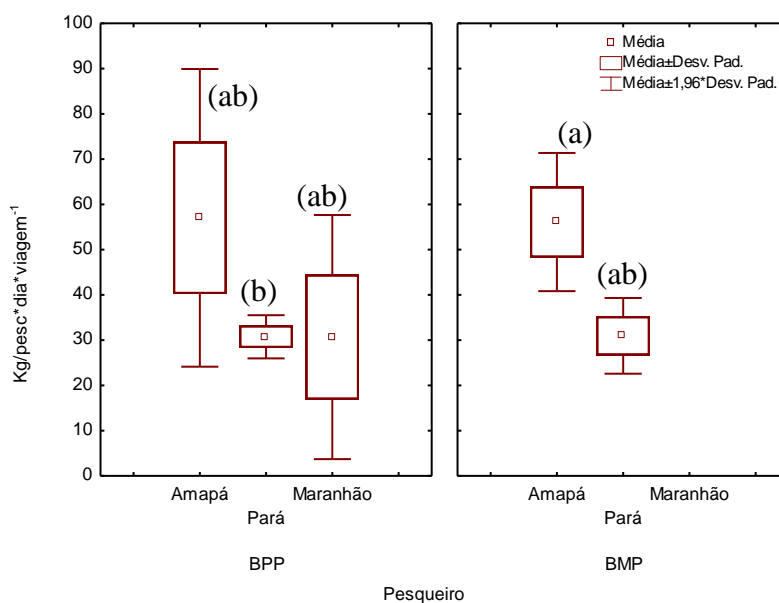 Kg/pesc*dia*viagem-1
100
90
80
70
60
50
40
30
20
10
0
(ab)
(b)
(ab)
Amapá
Pará
Maranhão
BPP
Média
Média±Desv. Pad.
Média±1,96*Desv. Pad.
(a)
(ab)
Amapá
Pará
Maranhão
BMP
Pesqueiro